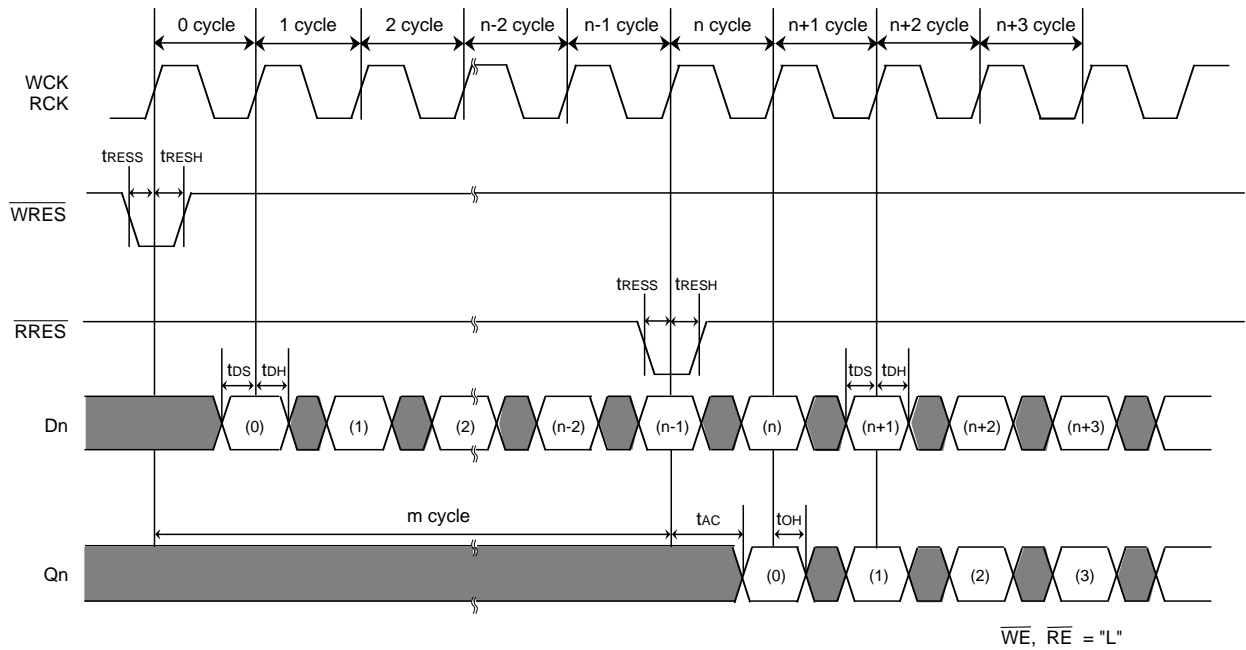 0 cycle 1 cycle 2 cycle n-2 cycle n-1 cycle n cycle n+1 cycle n+2 cycle n+3 cycle
WCK
RCK
tRESS tRESH
WRES
tRESS tRESH
RRES
tDS tDH tDS tDH
Dn (0) (1) (2) (n-2) (n-1) (n) (n+1) (n+2) (n+3)
m cycle tAC tOH
Qn (0) (1) (2) (3)
WE, RE = "L"